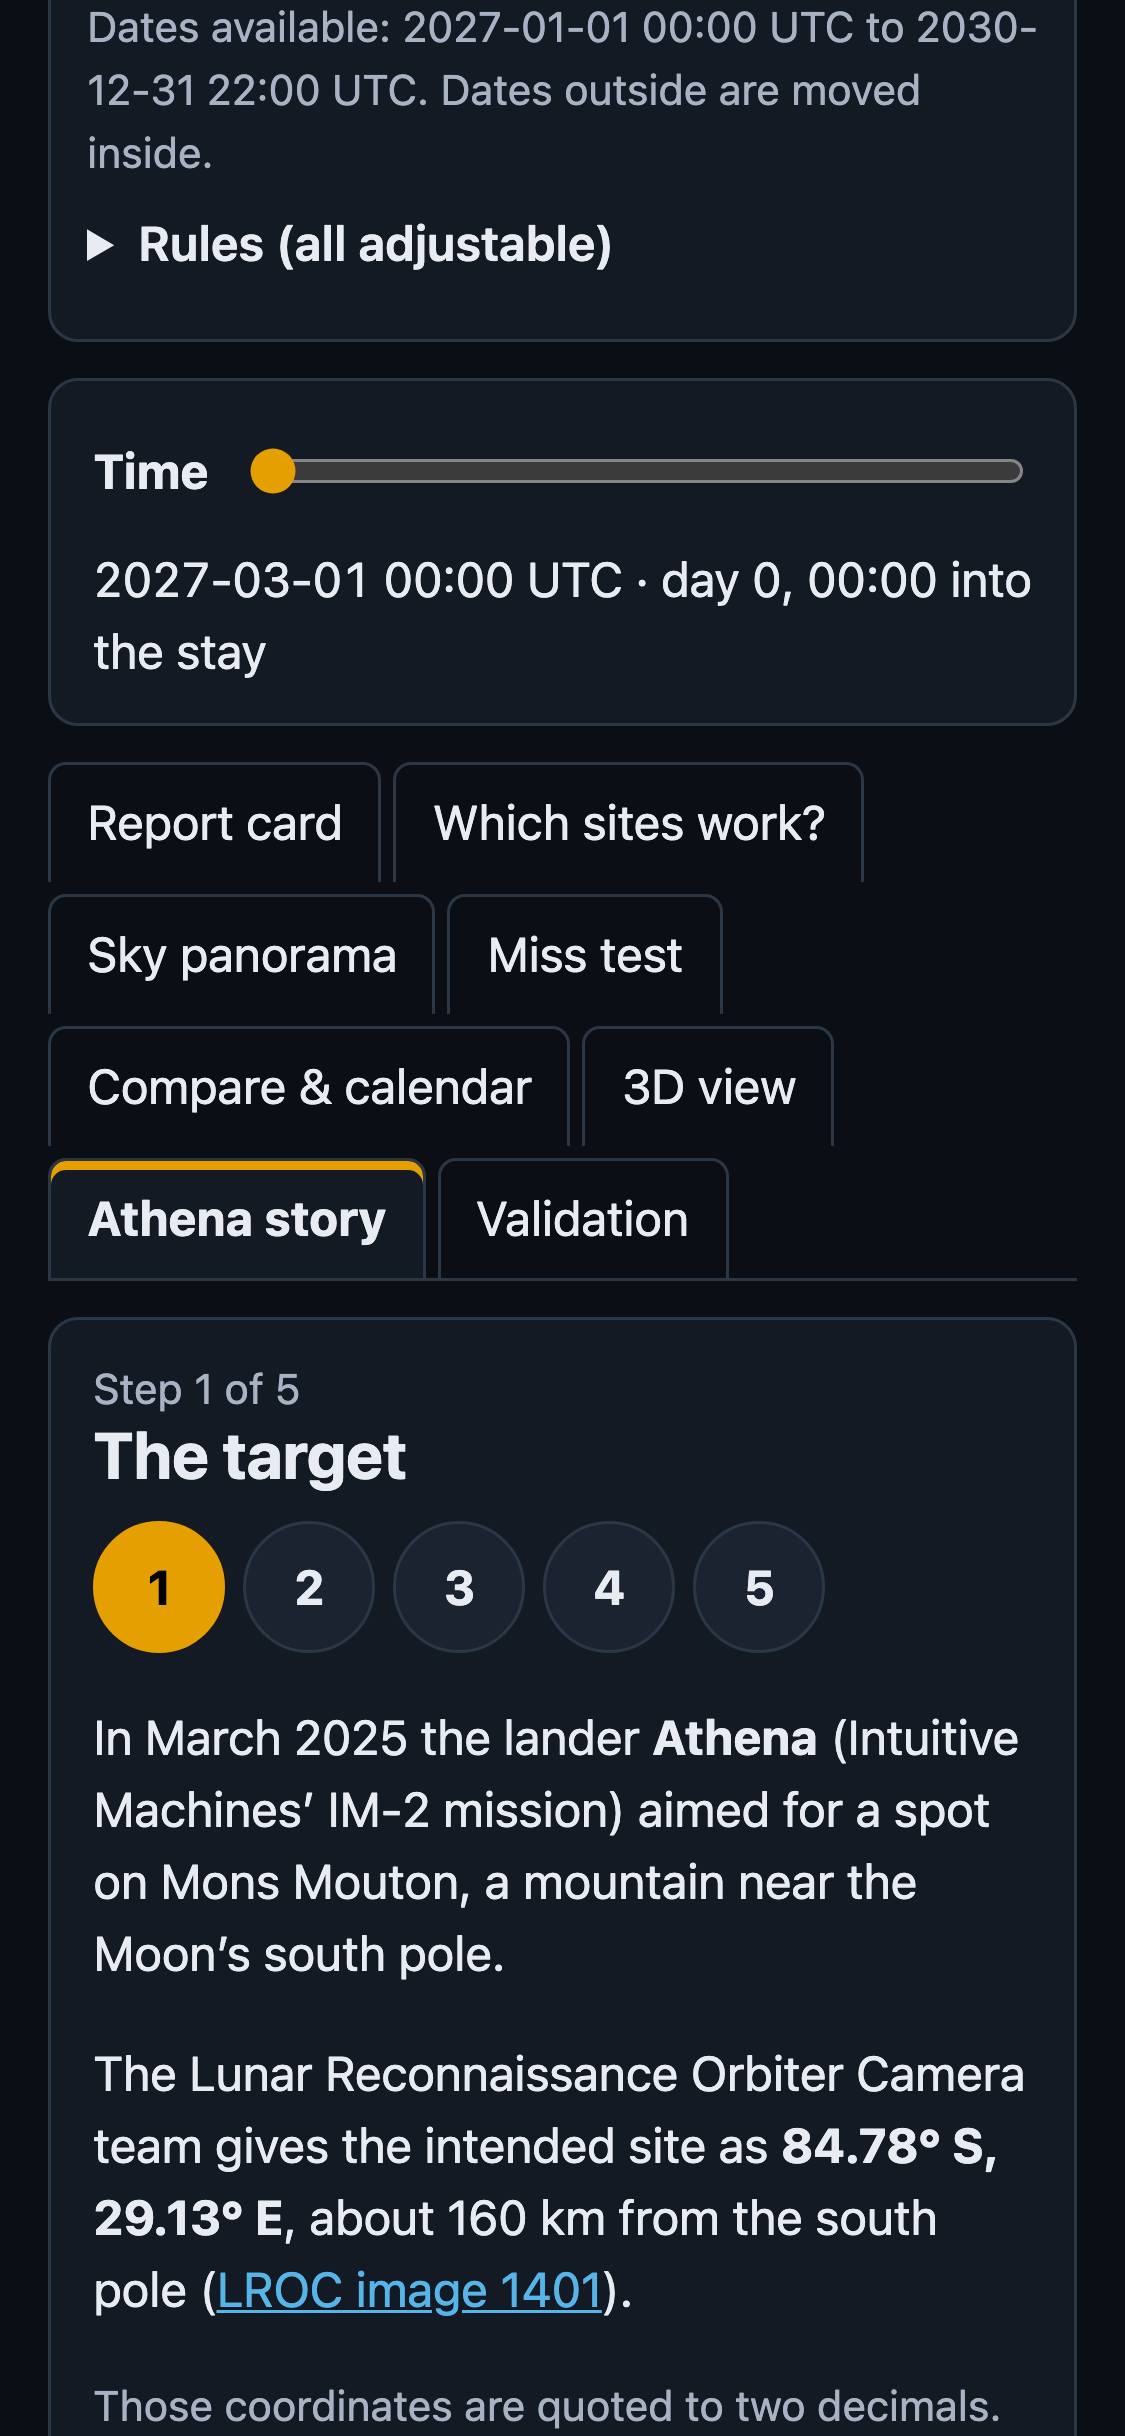 Dates available: 2027-01-01 00:00 UTC to 2030-
12-31 22:00 UTC. Dates outside are moved
inside.
Rules (all adjustable)
Time
2027-03-01 00:00 UTC · day 0, 00:00 into
the stay
Report card
Which sites work?
Sky panorama
Miss test
Compare & calendar
3D view
Athena story
Validation
Step 1 of 5
The target
1 2 3 4 5
In March 2025 the lander Athena (Intuitive
Machines’ IM-2 mission) aimed for a spot
on Mons Mouton, a mountain near the
Moon’s south pole.
The Lunar Reconnaissance Orbiter Camera
team gives the intended site as 84.78° S,
29.13° E, about 160 km from the south
pole (LROC image 1401).
Those coordinates are quoted to two decimals.